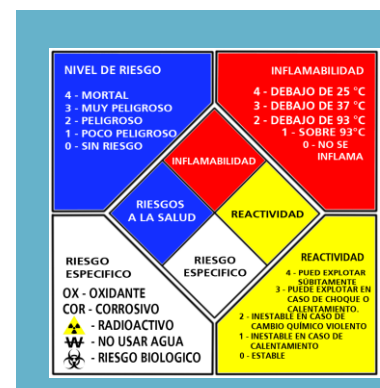 NIVEL DE RIESGO
4 - MORTAL
3 - MUY PELIGROSO
2 - PELIGROSO
1 - POCO PELIGROSO
0 - SIN RIESGO
INFLAMABILIDAD
4 - DEBAJO DE 25 °C
3 - DEBAJO DE 37 °C
2 - DEBAJO DE 93 °C
1 - SOBRE 93°C
0 - NO SE
INFLAMA
INFLAMABILIDAD
RIESGOS
A LA SALUD
REACTIVIDAD
RIESGO
ESPECIFICO
RIESGO
ESPECIFICO
OX - OXIDANTE
COR - CORROSIVO
- RADIOACTIVO
W - NO USAR AGUA
- RIESGO BIOLOGICO
REACTIVIDAD
4 - PUED EXPLOTAR
SÚBITAMENTE
3 - PUEDE EXPLOTAR EN
CASO DE CHOQUE O
CALENTAMIENTO.
2 - INESTABLE EN CASO DE
CAMBIO QUÍMICO VIOLENTO
1 - INESTABLE EN CASO DE
CALENTAMIENTO
0 - ESTABLE